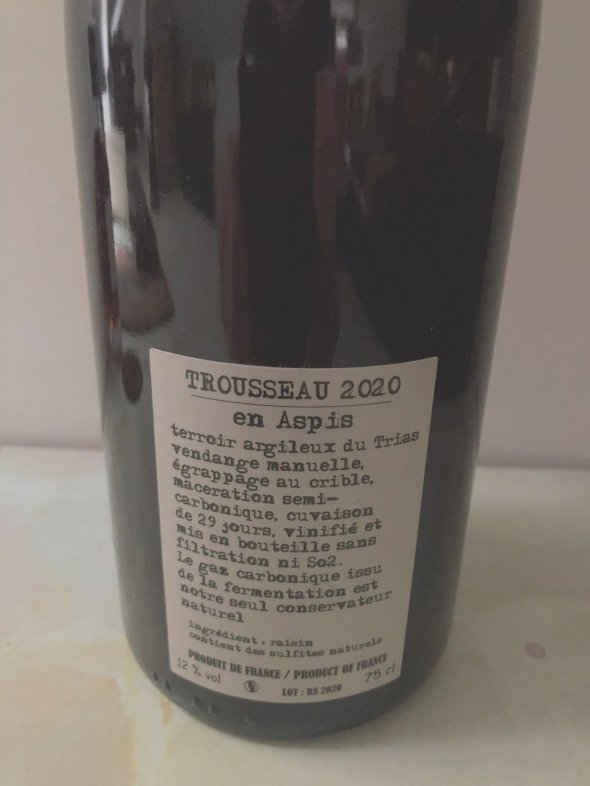 TROUSSEAU 2020
en Aspis
terroir argileux du Trias
vendange manuelle,
égrappage au crible,
maceration semi-
carbonique, cuvaison
de 29 jours, vinifié et
mis en bouteille sans
filtration ni So2.
Le gaz carbonique issu
de la fermentation est
notre seul conservateur
naturel
ingrédient : raisin
contient des sulfites naturels
PRODUIT DE FRANCE / PRODUCT OF FRANCE
12 % vol LOT : R3 2020 75 cl